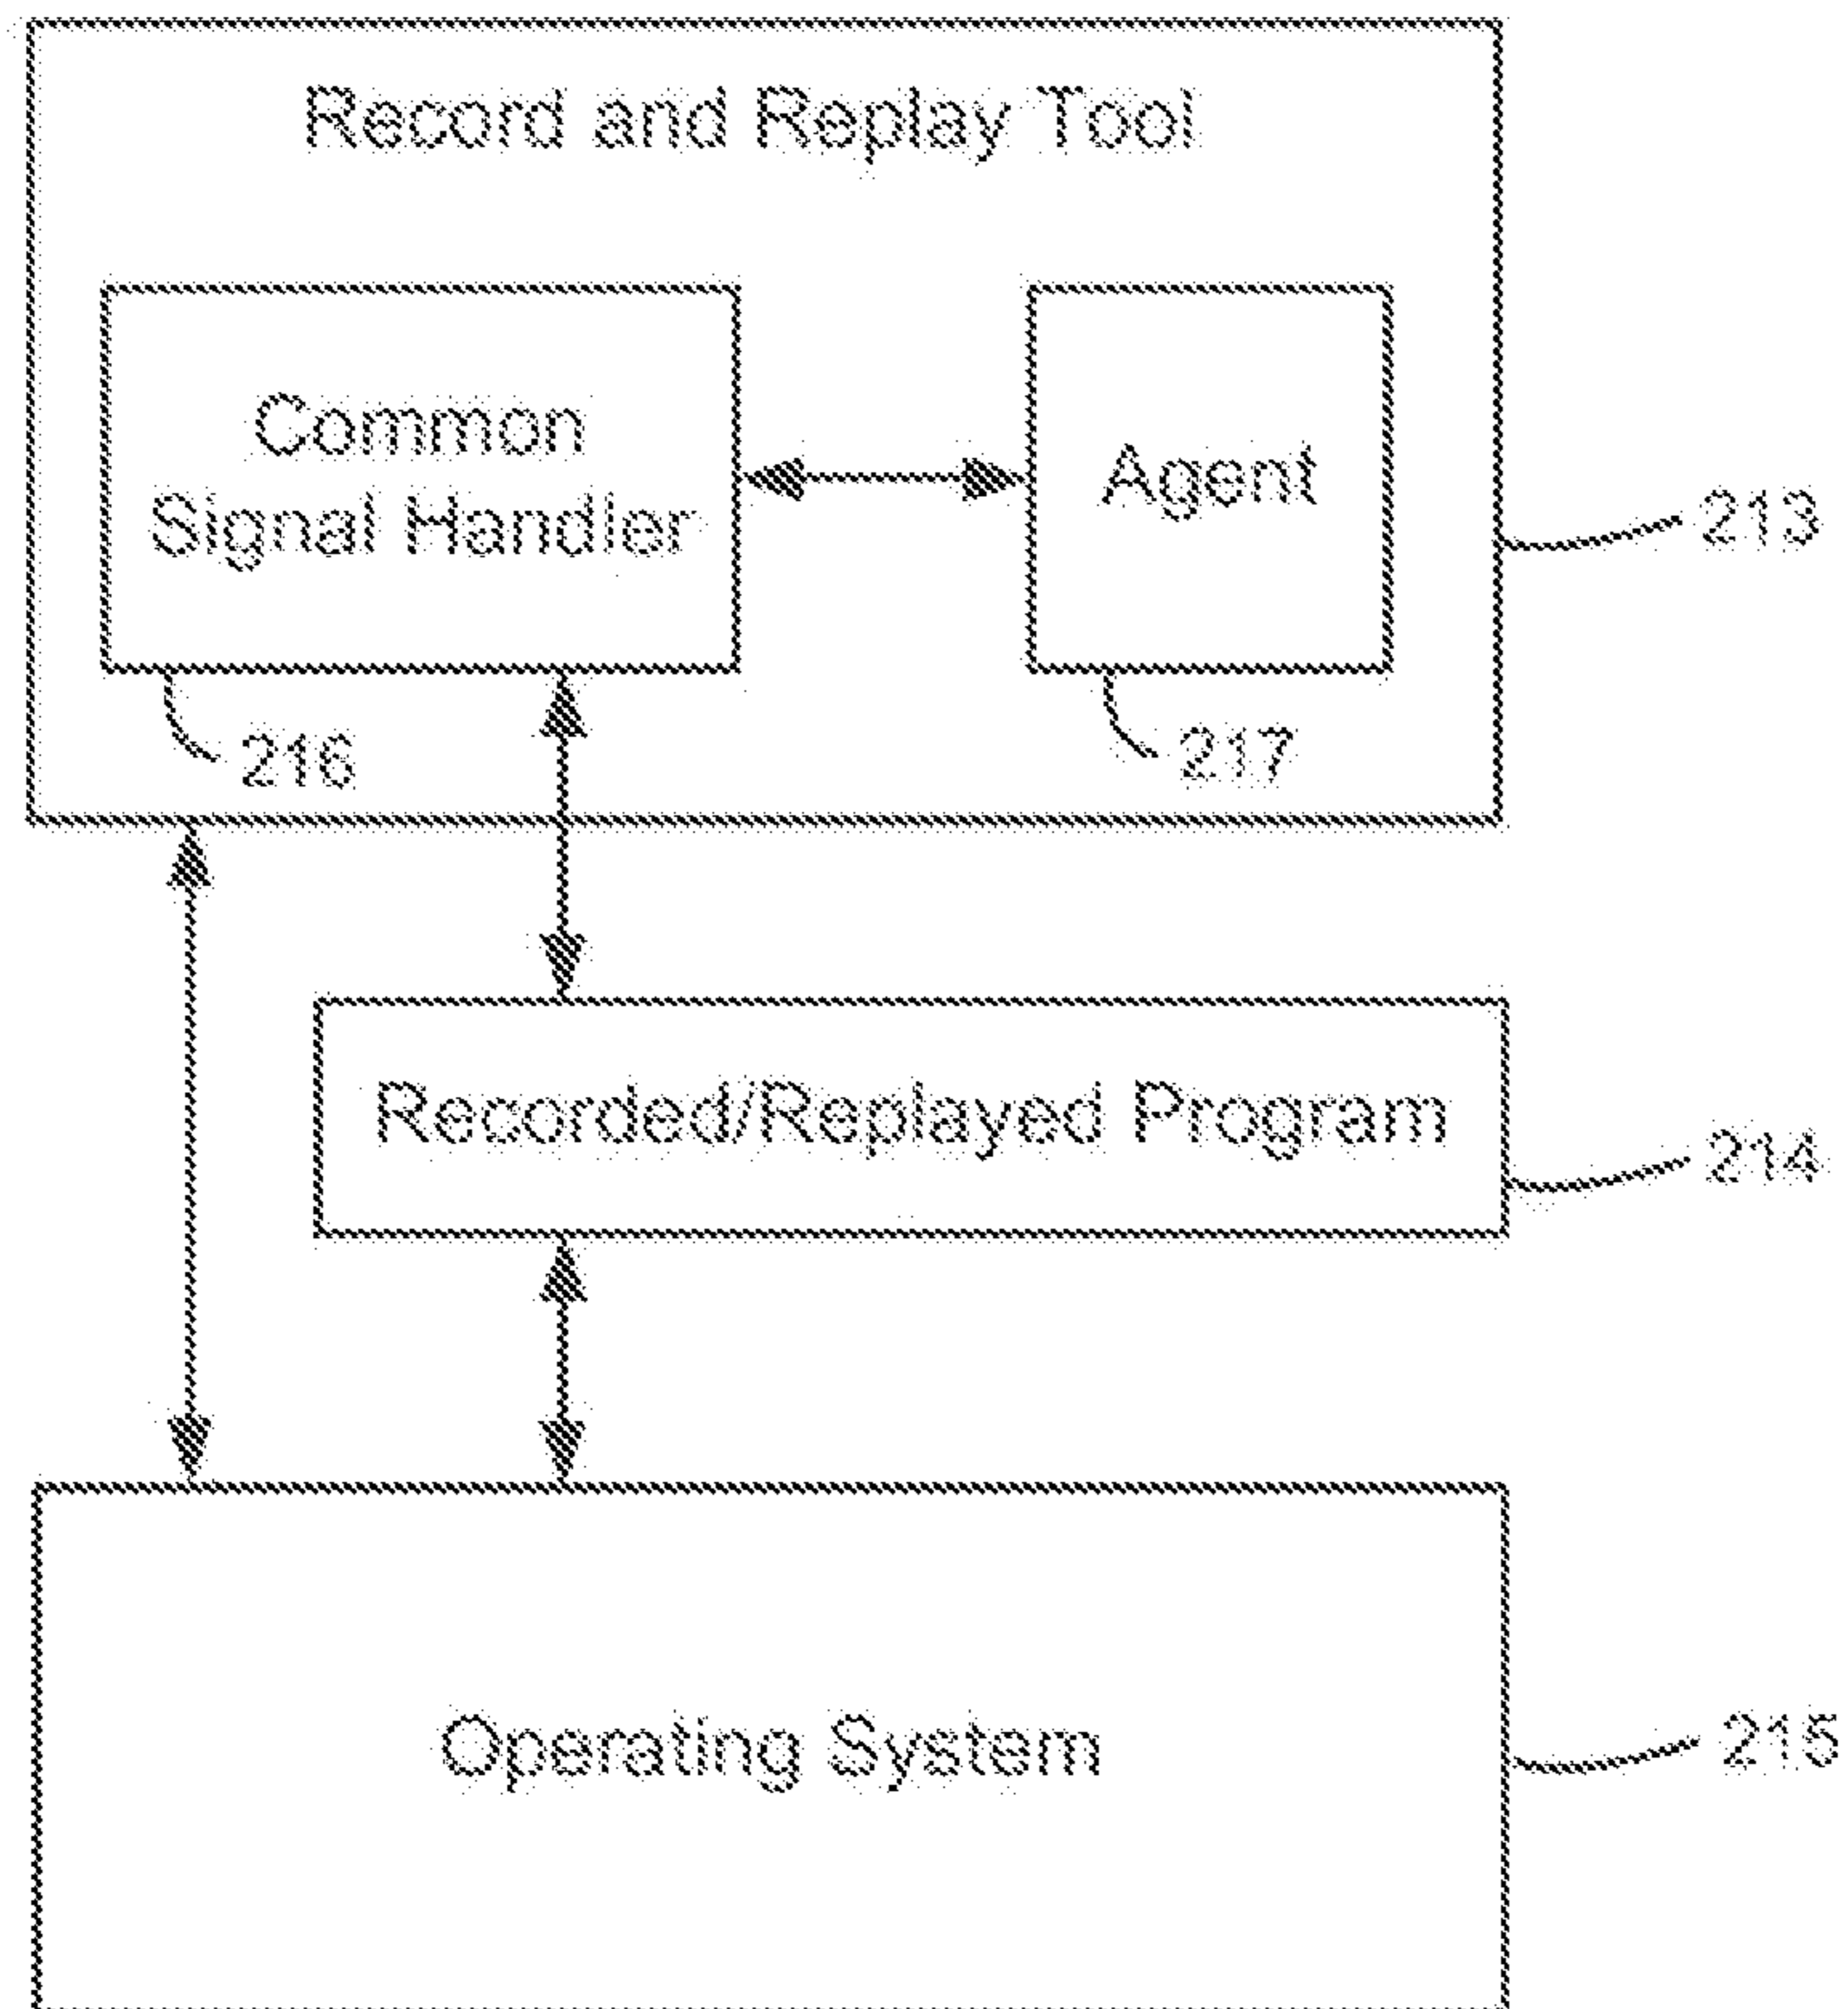 Record and Replay Tool
Common
Signal Handler
Agent
213
216
217
Recorded/Replayed Program
214
Operating System
215